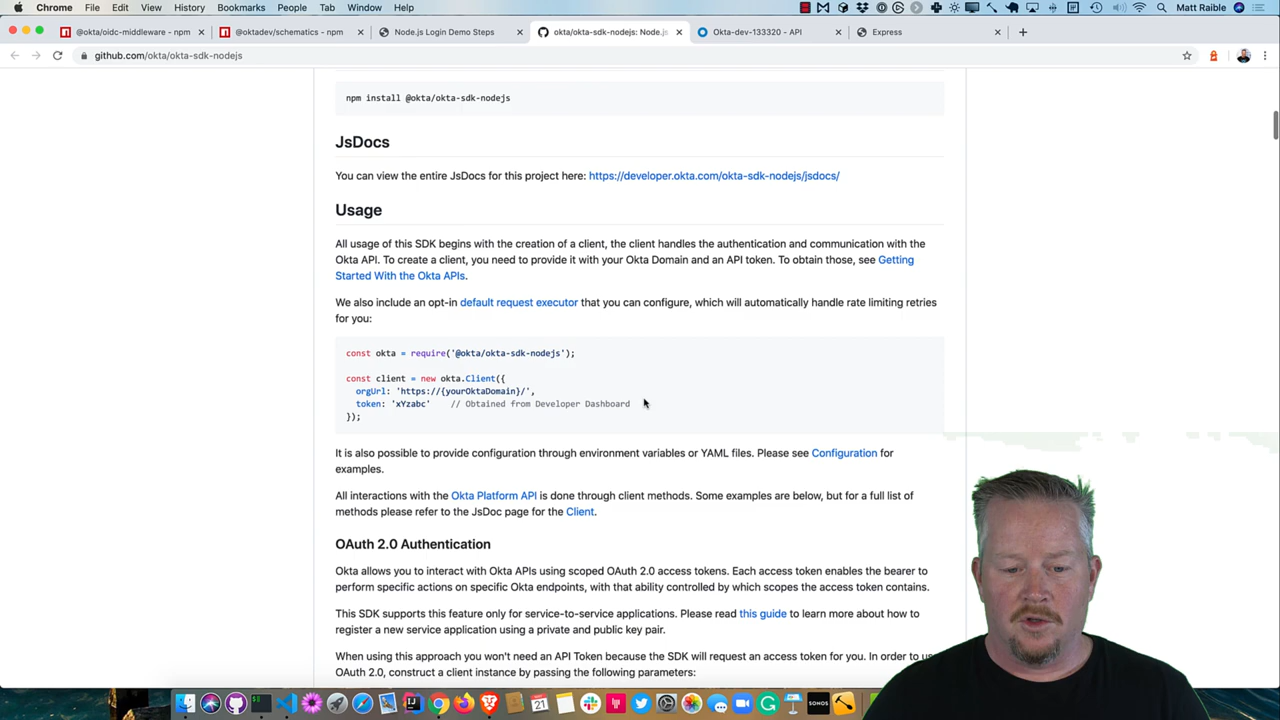 Chrome File Edit View History Bookmarks People Tab Window Help Matt Raible
@okta/oidc-middleware - npm × @oktadev/schematics - npm × Node.js Login Demo Steps × okta/okta-sdk-nodejs: Node.js × Okta-dev-133320 - API × Express × +
github.com/okta/okta-sdk-nodejs
npm install @okta/okta-sdk-nodejs
JsDocs
You can view the entire JsDocs for this project here: https://developer.okta.com/okta-sdk-nodejs/jsdocs/
Usage
All usage of this SDK begins with the creation of a client, the client handles the authentication and communication with the
Okta API. To create a client, you need to provide it with your Okta Domain and an API token. To obtain those, see Getting
Started With the Okta APIs.
We also include an opt-in default request executor that you can configure, which will automatically handle rate limiting retries
for you:
const okta = require('@okta/okta-sdk-nodejs');
const client = new okta.Client({
orgUrl: 'https://{yourOktaDomain}/',
token: 'xYzabc' // Obtained from Developer Dashboard
});
It is also possible to provide configuration through environment variables or YAML files. Please see Configuration for
examples.
All interactions with the Okta Platform API is done through client methods. Some examples are below, but for a full list of
methods please refer to the JsDoc page for the Client.
OAuth 2.0 Authentication
Okta allows you to interact with Okta APIs using scoped OAuth 2.0 access tokens. Each access token enables the bearer to
perform specific actions on specific Okta endpoints, with that ability controlled by which scopes the access token contains.
This SDK supports this feature only for service-to-service applications. Please read this guide to learn more about how to
register a new service application using a private and public key pair.
When using this approach you won't need an API Token because the SDK will request an access token for you. In order to u
OAuth 2.0, construct a client instance by passing the following parameters:
21
SONOS